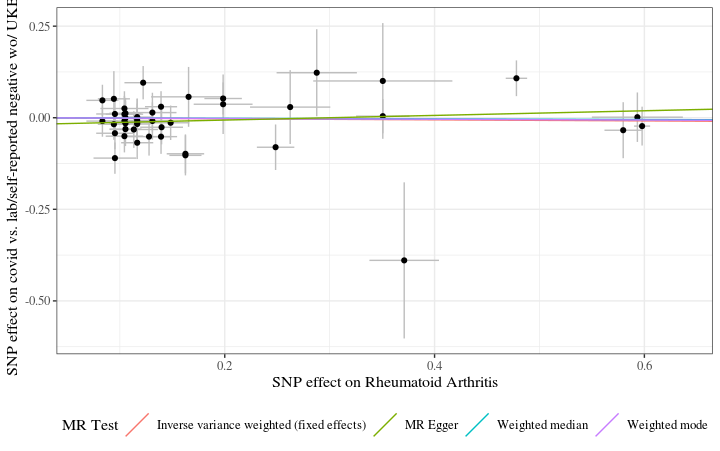 SNP effect on covid vs. lab/self-reported negative wo/ UKE
0.25
0.00
-0.25
-0.50
0.2
0.4
0.6
SNP effect on Rheumatoid Arthritis
MR Test
Inverse variance weighted (fixed effects)
MR Egger
Weighted median
Weighted mode